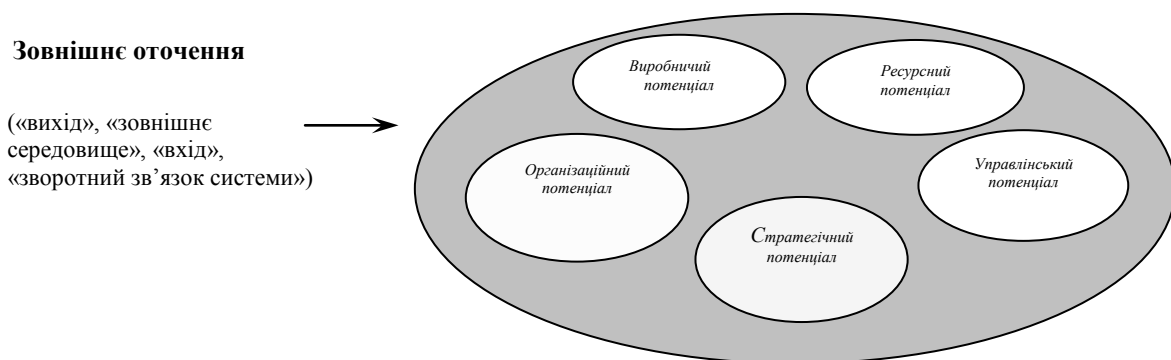 Зовнішнє оточення
(«вихід», «зовнішнє
середовище», «вхід»,
«зворотний зв’язок системи»)
Виробничий
потенціал
Ресурсний
потенціал
Організаційний
потенціал
Управлінський
потенціал
Стратегічний
потенціал